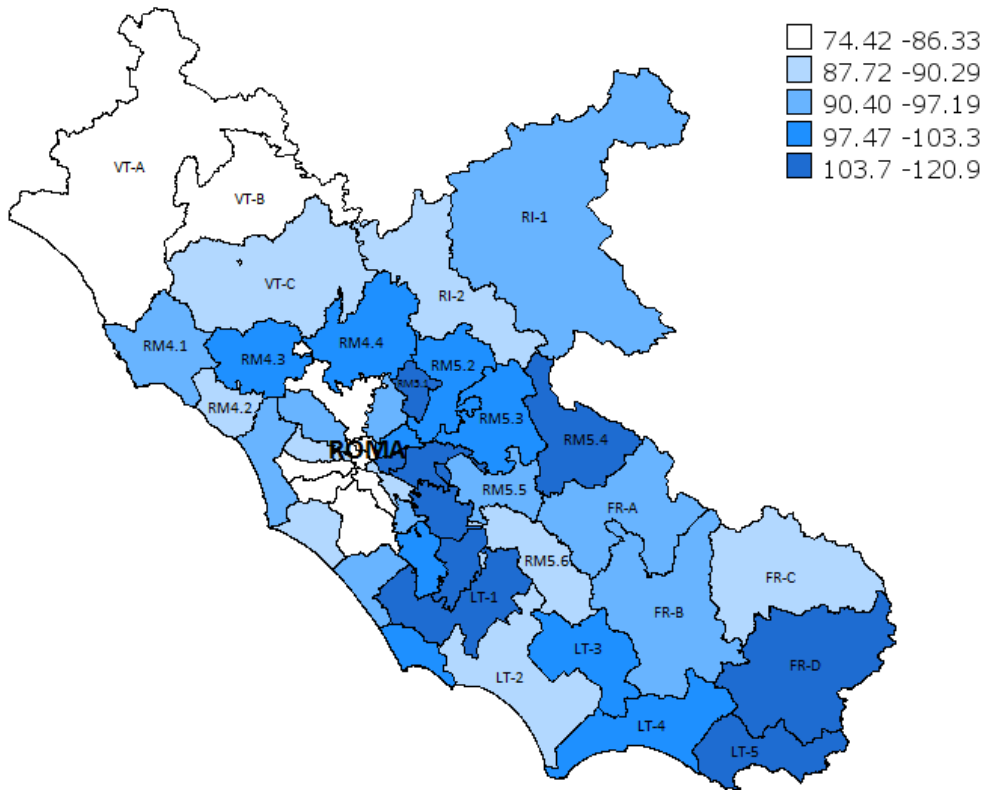 74.42 -86.33
87.72 -90.29
90.40 -97.19
97.47 -103.3
103.7 -120.9
VT-A
VT-B
RI-1
VT-C
RI-2
RM4.1
RM4.3
RM4.4
RM5.2
RM5.1
RM4.2
RM5.3
RM5.4
ROMA
RM5.5
FR-A
RM5.6
FR-C
LT-1
FR-B
LT-3
LT-2
FR-D
LT-4
LT-5